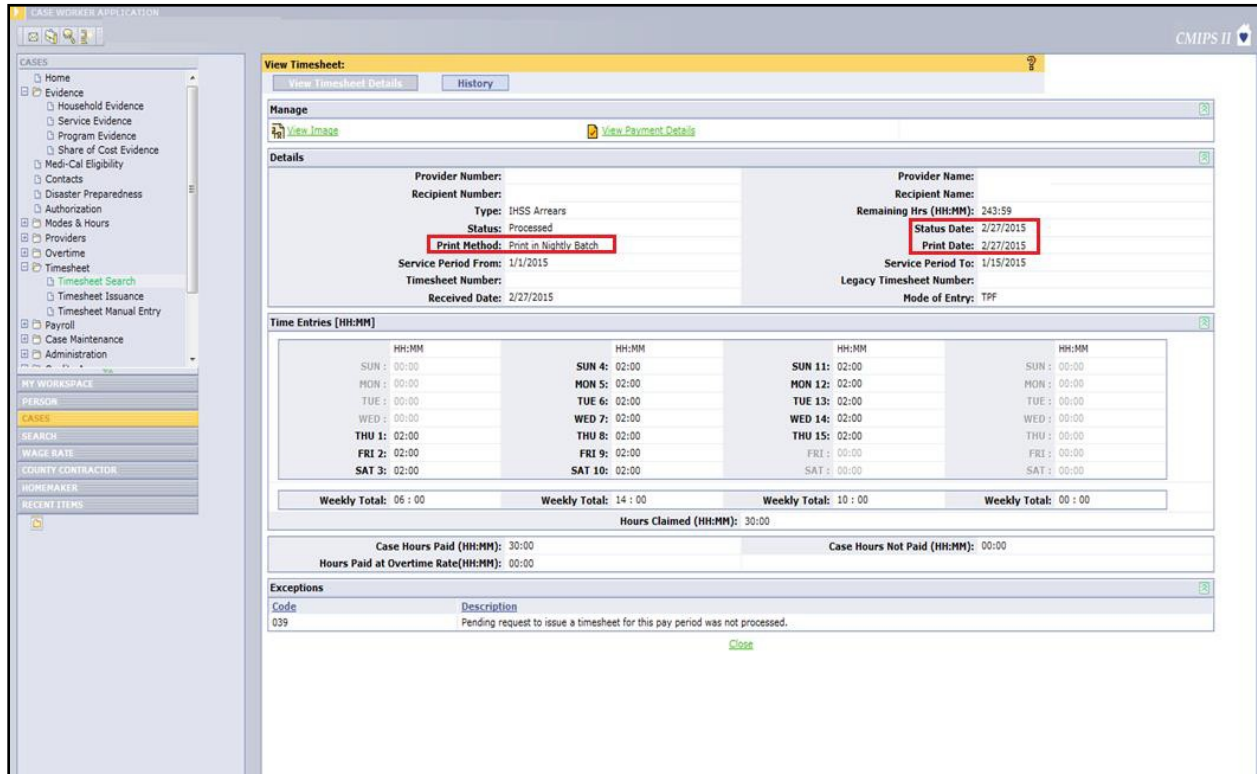 CASE WORKER APPLICATION
CMIPS II
CASES
Home
Evidence
Household Evidence
Service Evidence
Program Evidence
Share of Cost Evidence
Medi-Cal Eligibility
Contacts
Disaster Preparedness
Authorization
Modes & Hours
Providers
Overtime
Timesheet
Timesheet Search
Timesheet Issuance
Timesheet Manual Entry
Payroll
Case Maintenance
Administration
MY WORKSPACE
PERSON
CASES
SEARCH
WAGE RATE
COUNTY CONTRACTOR
HOMEMAKER
RECENT ITEMS
View Timesheet:
View Timesheet Details History
Manage
View Image View Payment Details
Details
Provider Number: Provider Name:
Recipient Number: Recipient Name:
Type: IHSS Arrears Remaining Hrs (HH:MM): 243:59
Status: Processed Status Date: 2/27/2015
Print Method: Print in Nightly Batch Print Date: 2/27/2015
Service Period From: 1/1/2015 Service Period To: 1/15/2015
Timesheet Number: Legacy Timesheet Number:
Received Date: 2/27/2015 Mode of Entry: TPF
Time Entries [HH:MM]
HH:MM HH:MM HH:MM HH:MM
SUN : 00:00 SUN 4: 02:00 SUN 11: 02:00 SUN : 00:00
MON : 00:00 MON 5: 02:00 MON 12: 02:00 MON : 00:00
TUE : 00:00 TUE 6: 02:00 TUE 13: 02:00 TUE : 00:00
WED : 00:00 WED 7: 02:00 WED 14: 02:00 WED : 00:00
THU 1: 02:00 THU 8: 02:00 THU 15: 02:00 THU : 00:00
FRI 2: 02:00 FRI 9: 02:00 FRI : 00:00 FRI : 00:00
SAT 3: 02:00 SAT 10: 02:00 SAT : 00:00 SAT : 00:00
Weekly Total: 06 : 00 Weekly Total: 14 : 00 Weekly Total: 10 : 00 Weekly Total: 00 : 00
Hours Claimed (HH:MM): 30:00
Case Hours Paid (HH:MM): 30:00 Case Hours Not Paid (HH:MM): 00:00
Hours Paid at Overtime Rate(HH:MM): 00:00
Exceptions
Code Description
039 Pending request to issue a timesheet for this pay period was not processed.
Close